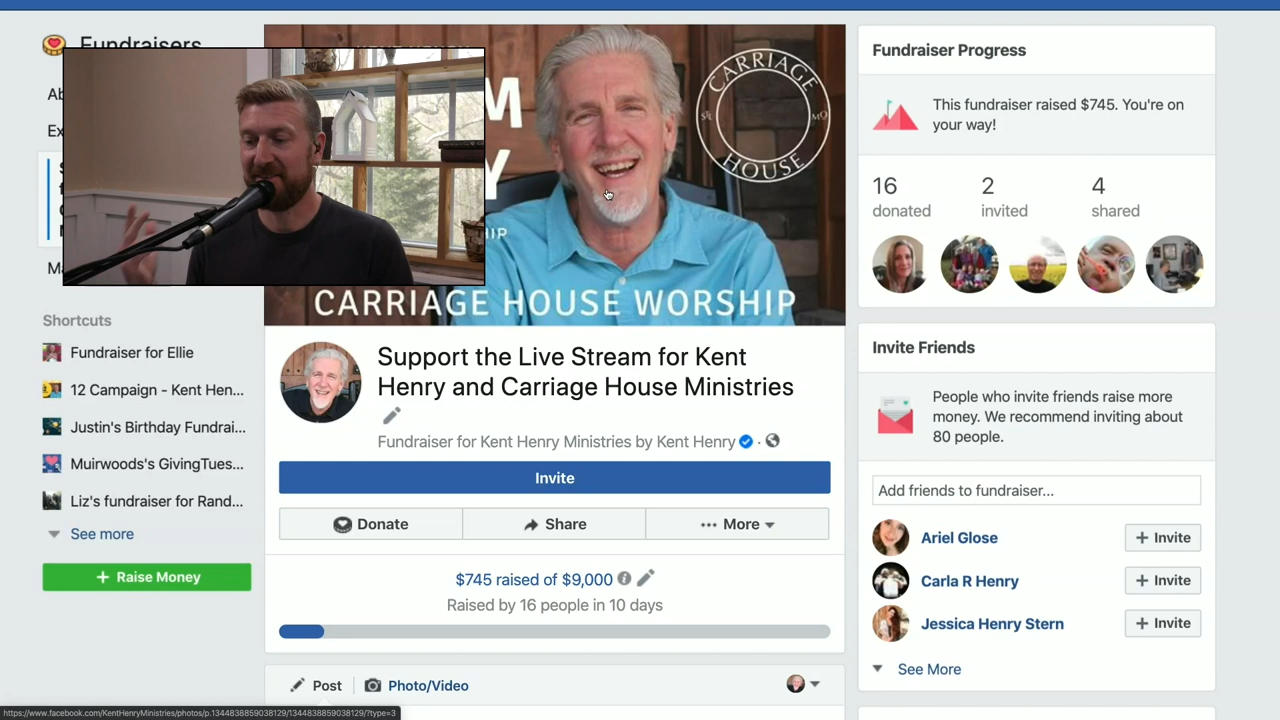 Fundraisers
Ab
Ex
Ma
Shortcuts
Fundraiser for Ellie
12 Campaign - Kent Hen...
Justin's Birthday Fundrai...
Muirwoods's GivingTues...
Liz's fundraiser for Rand...
See more
+ Raise Money
KENT HENRY
M
Y
IP
CARRIAGE
STL MO
HOUSE
CARRIAGE HOUSE WORSHIP
Support the Live Stream for Kent
Henry and Carriage House Ministries
Fundraiser for Kent Henry Ministries by Kent Henry ·
Invite
Donate
Share
More
$745 raised of $9,000
Raised by 16 people in 10 days
Post
Photo/Video
Fundraiser Progress
This fundraiser raised $745. You're on
your way!
16 2 4
donated invited shared
Invite Friends
People who invite friends raise more
money. We recommend inviting about
80 people.
Add friends to fundraiser...
Ariel Glose + Invite
Carla R Henry + Invite
Jessica Henry Stern + Invite
See More
https://www.facebook.com/KentHenryMinistries/photos/p.1344838859038129/1344838859038129/?type=3